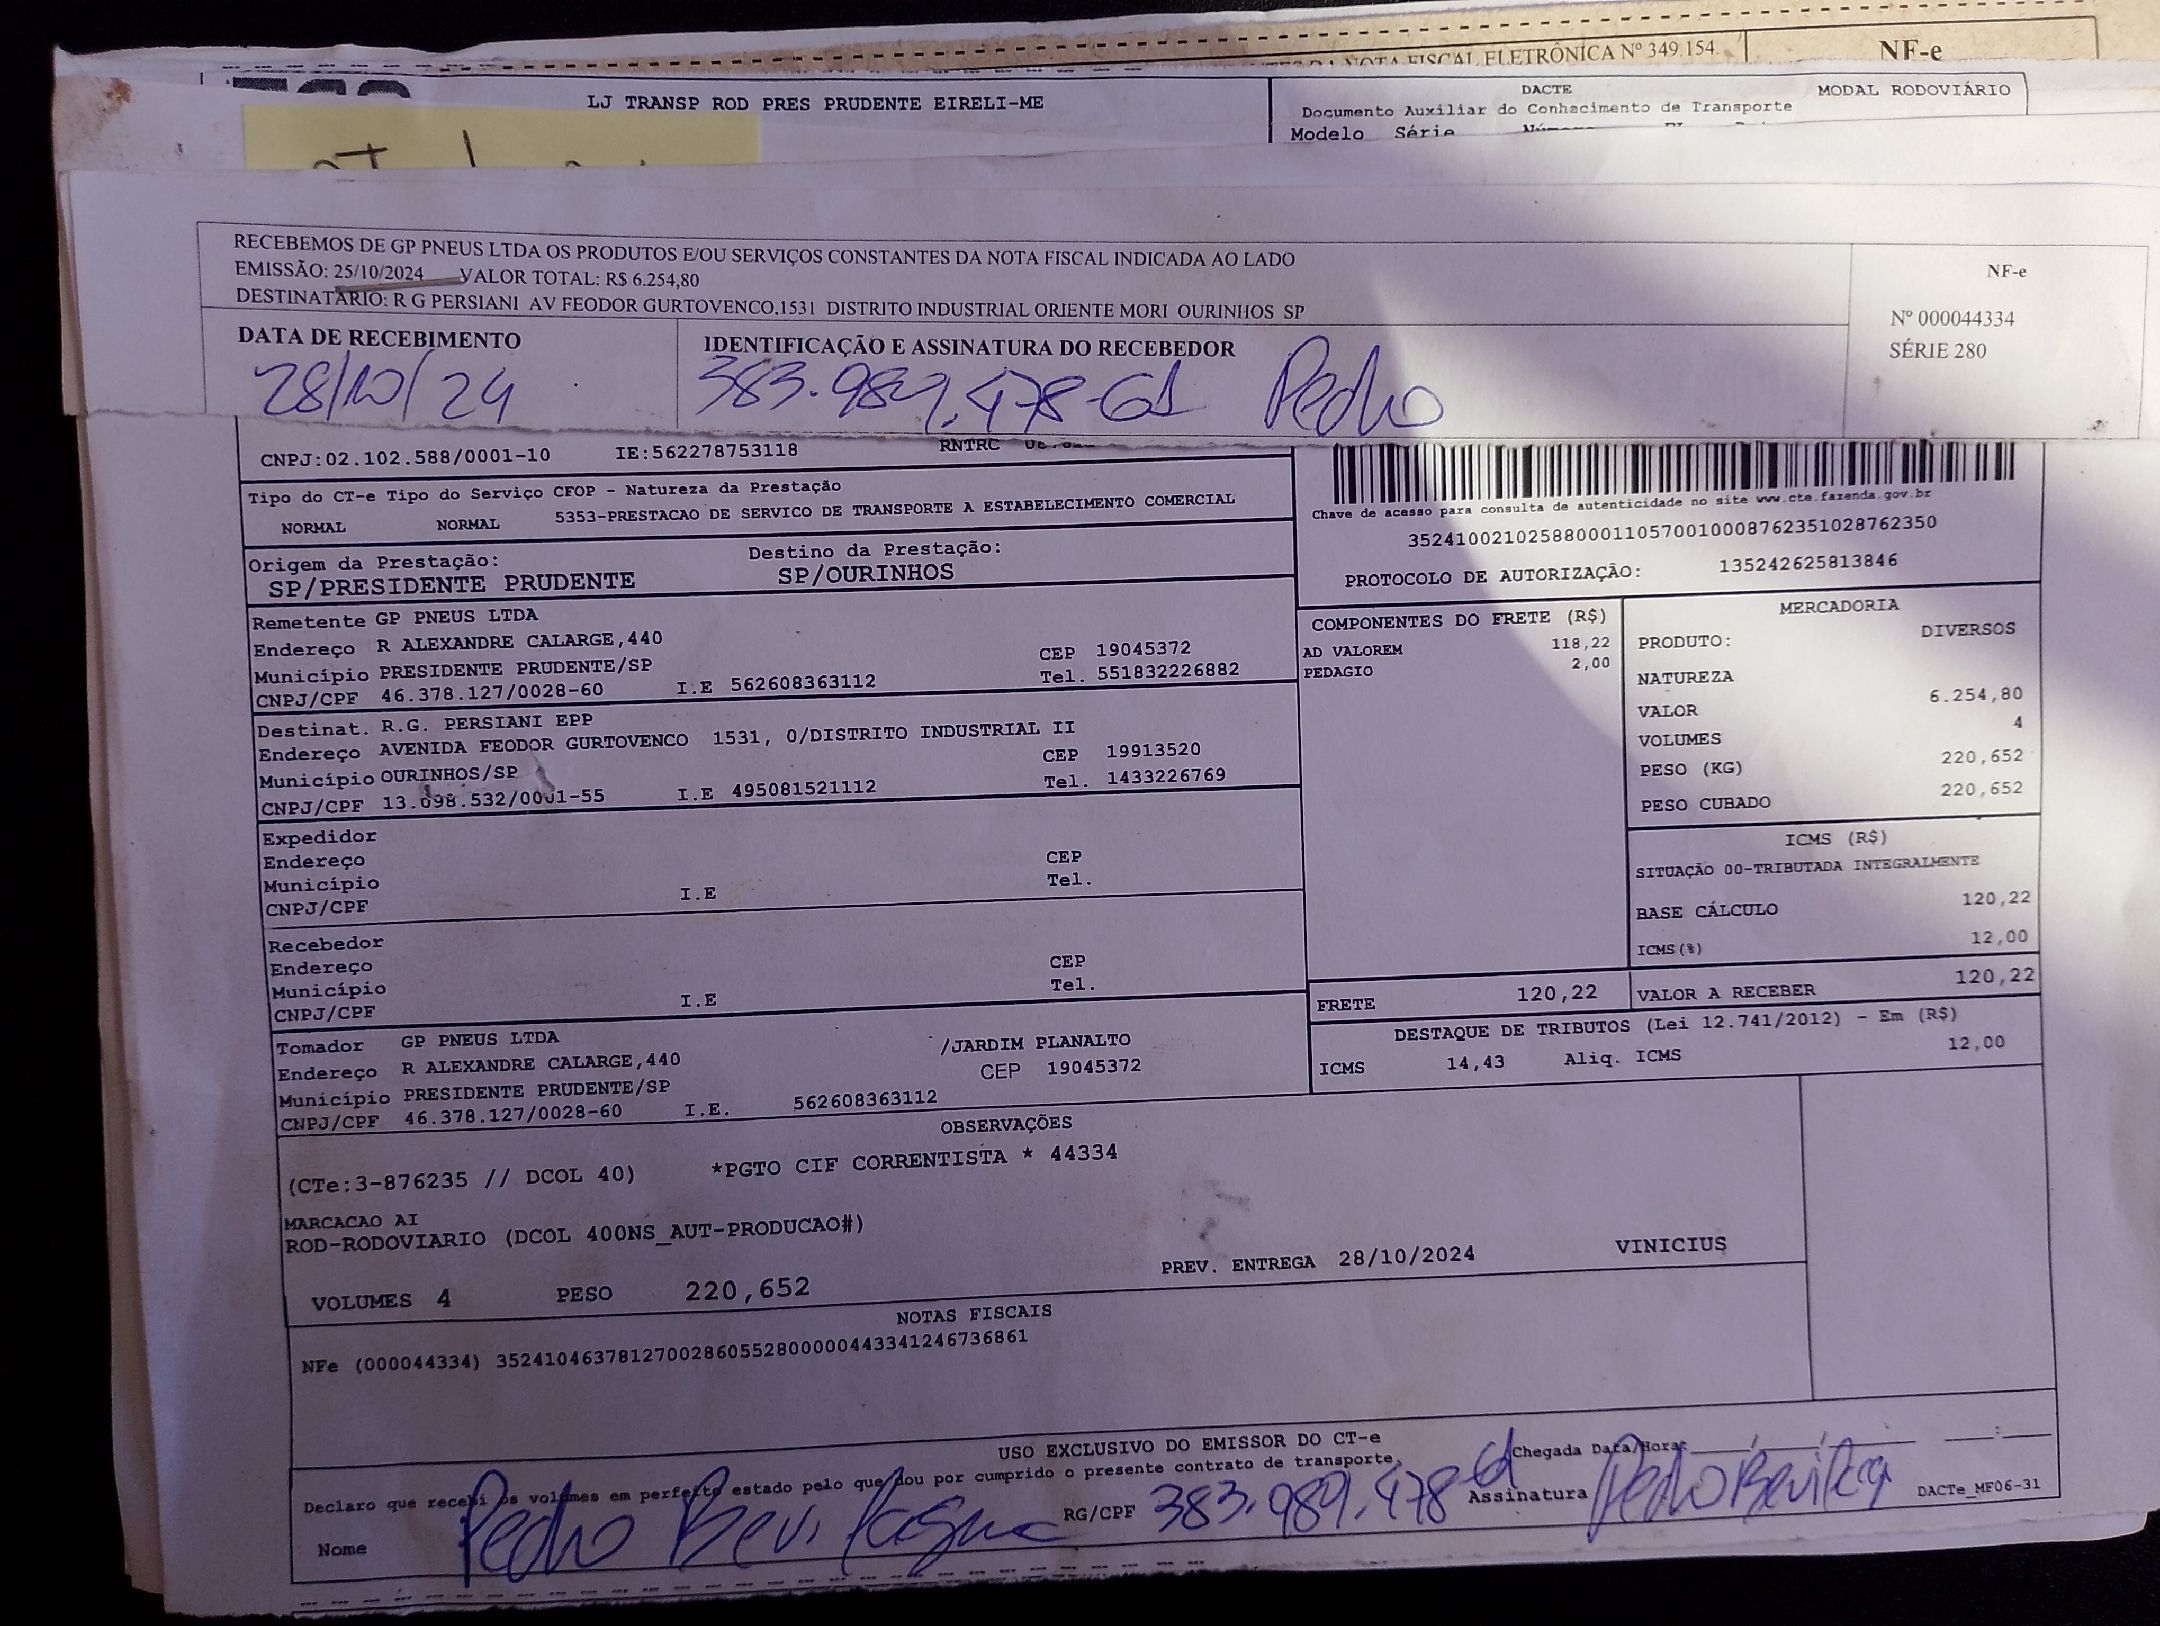 NOTA FISCAL ELETRÔNICA Nº 349.154.
NF-e
LJ TRANSP ROD PRES PRUDENTE EIRELI-ME
DACTE
MODAL RODOVIÁRIO
Documento Auxiliar do Conhecimento de Transporte
Modelo Série
RECEBEMOS DE GP PNEUS LTDA OS PRODUTOS E/OU SERVIÇOS CONSTANTES DA NOTA FISCAL INDICADA AO LADO
EMISSÃO: 25/10/2024 VALOR TOTAL: R$ 6.254,80
DESTINATÁRIO: R G PERSIANI AV FEODOR GURTOVENCO,1531 DISTRITO INDUSTRIAL ORIENTE MORI OURINHOS SP
NF-e
Nº 000044334
SÉRIE 280
DATA DE RECEBIMENTO
28/10/24
IDENTIFICAÇÃO E ASSINATURA DO RECEBEDOR
383.989.478-61 Pedro
CNPJ:02.102.588/0001-10 IE:562278753118 RNTRC
Tipo do CT-e Tipo do Serviço CFOP - Natureza da Prestação
NORMAL NORMAL 5353-PRESTACAO DE SERVICO DE TRANSPORTE A ESTABELECIMENTO COMERCIAL
Chave de acesso para consulta de autenticidade no site www.cte.fazenda.gov.br
35241002102588000110570010008762351028762350
PROTOCOLO DE AUTORIZAÇÃO: 135242625813846
Origem da Prestação: Destino da Prestação:
SP/PRESIDENTE PRUDENTE SP/OURINHOS
Remetente GP PNEUS LTDA
Endereço R ALEXANDRE CALARGE,440 CEP 19045372
Município PRESIDENTE PRUDENTE/SP Tel. 551832226882
CNPJ/CPF 46.378.127/0028-60 I.E 562608363112
Destinat. R.G. PERSIANI EPP
Endereço AVENIDA FEODOR GURTOVENCO 1531, 0/DISTRITO INDUSTRIAL II
CEP 19913520
Município OURINHOS/SP Tel. 1433226769
CNPJ/CPF 13.098.532/0001-55 I.E 495081521112
Expedidor
Endereço CEP
Município Tel.
CNPJ/CPF I.E
Recebedor
Endereço CEP
Município Tel.
CNPJ/CPF I.E
Tomador GP PNEUS LTDA /JARDIM PLANALTO
Endereço R ALEXANDRE CALARGE,440 CEP 19045372
Município PRESIDENTE PRUDENTE/SP
CNPJ/CPF 46.378.127/0028-60 I.E. 562608363112
COMPONENTES DO FRETE (R$)
AD VALOREM 118,22
PEDAGIO 2,00
MERCADORIA
PRODUTO: DIVERSOS
NATUREZA
VALOR 6.254,80
VOLUMES 4
PESO (KG) 220,652
PESO CUBADO 220,652
ICMS (R$)
SITUAÇÃO 00-TRIBUTADA INTEGRALMENTE
BASE CÁLCULO 120,22
ICMS(%) 12,00
FRETE 120,22 VALOR A RECEBER 120,22
DESTAQUE DE TRIBUTOS (Lei 12.741/2012) - Em (R$)
ICMS 14,43 Aliq. ICMS 12,00
OBSERVAÇÕES
(CTe:3-876235 // DCOL 40) *PGTO CIF CORRENTISTA * 44334
MARCACAO AI
ROD-RODOVIARIO (DCOL 400NS_AUT-PRODUCAO#)
PREV. ENTREGA 28/10/2024 VINICIUS
VOLUMES 4 PESO 220,652
NOTAS FISCAIS
NFe (000044334) 35241046378127002860552800000443341246736861
USO EXCLUSIVO DO EMISSOR DO CT-e
Declaro que recebi os volumes em perfeito estado pelo que dou por cumprido o presente contrato de transporte.
Chegada Data/Hora:
Nome Pedro Bevilaqua RG/CPF 383.989.478-61 Assinatura Pedro
DACTe_MF06-31